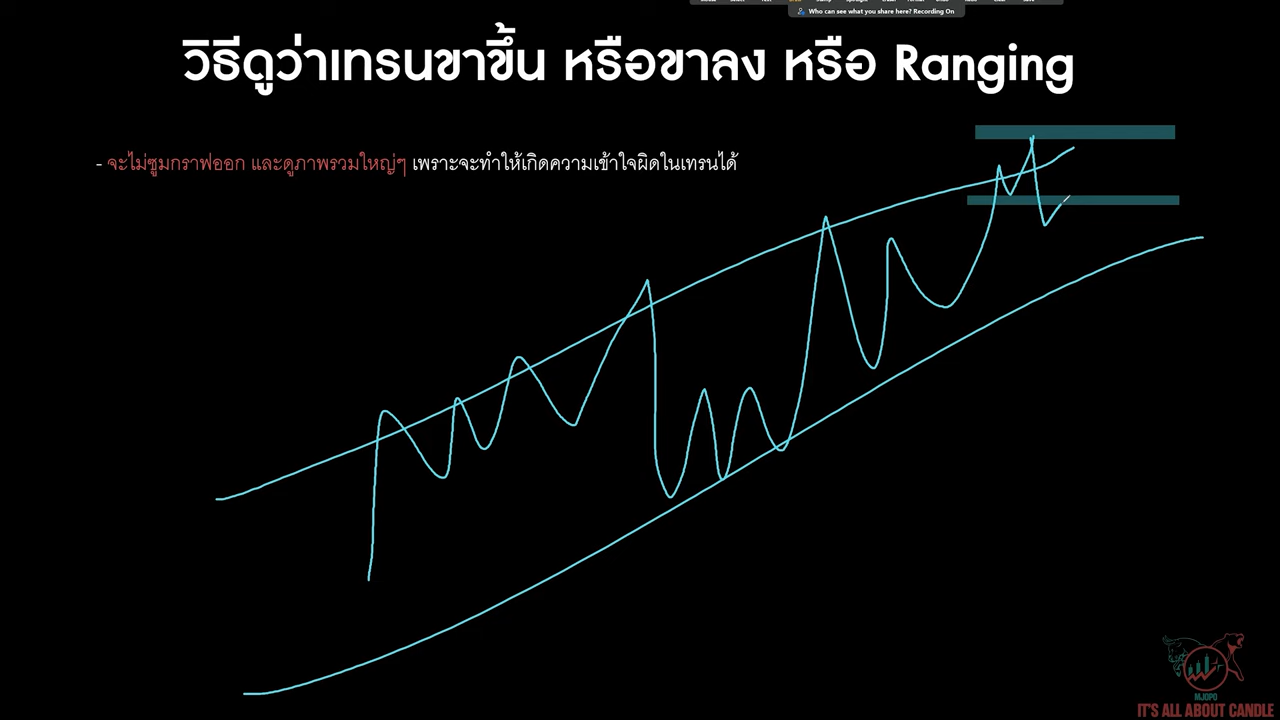 Who can see what you share here? Recording On
วิธีดูว่าเทรนขาขึ้น หรือขาลง หรือ Ranging
- จะไม่ซูมกราฟออก และดูภาพรวมใหญ่ๆ เพราะจะทำให้เกิดความเข้าใจผิดในเทรนได้
MJOPO
IT'S ALL ABOUT CANDLE